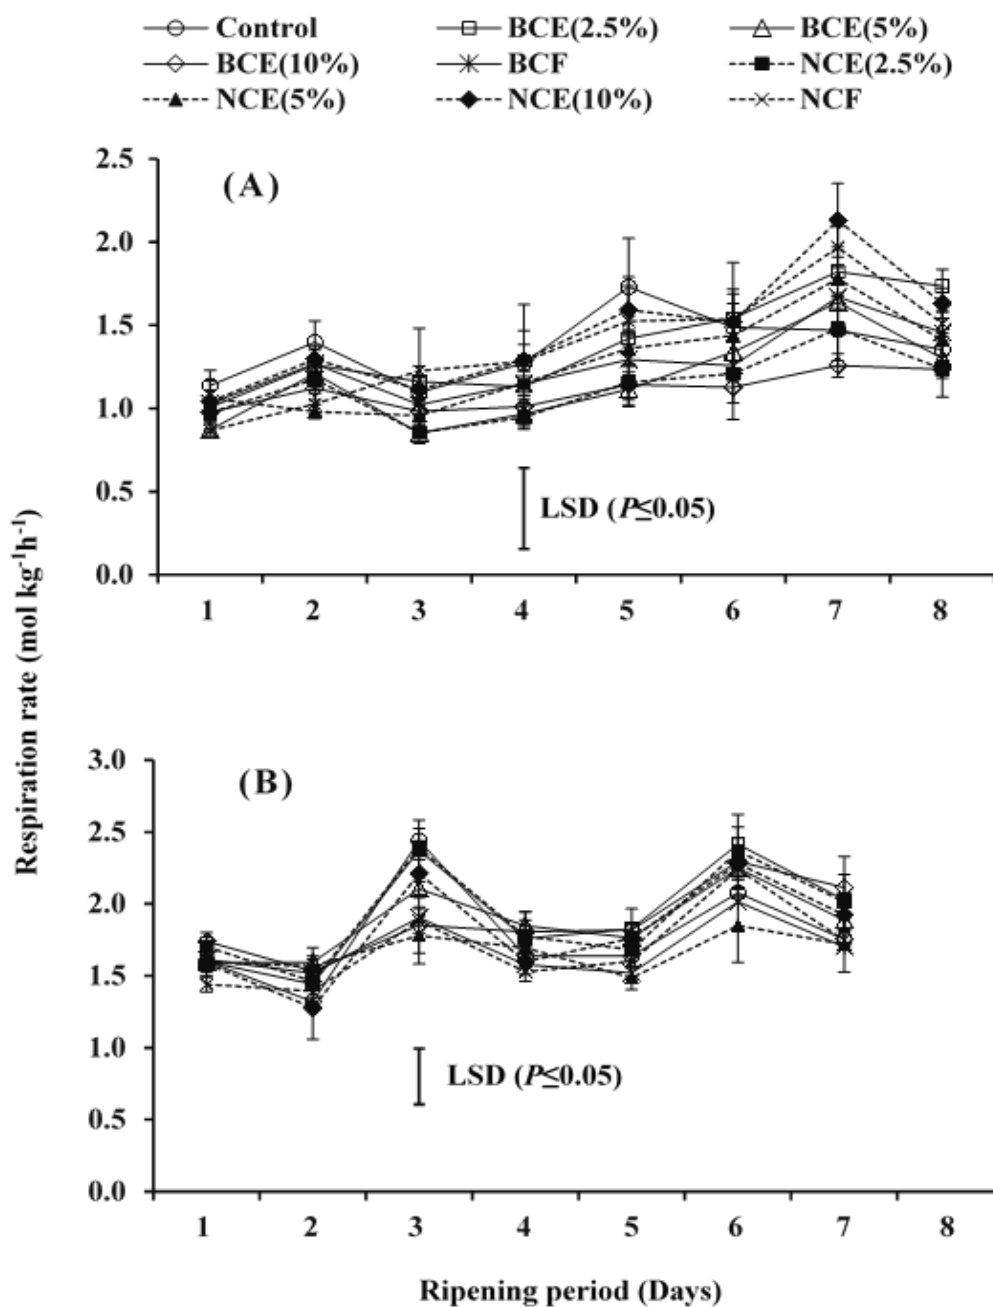 Control BCE(2.5%) BCE(5%)
BCE(10%) BCF NCE(2.5%)
NCE(5%) NCE(10%) NCF
2.5
(A)
2.0
1.5
1.0
0.5
LSD (P≤0.05)
0.0
1 2 3 4 5 6 7 8
Respiration rate (mol kg⁻¹h⁻¹)
3.0
(B)
2.5
2.0
1.5
1.0
LSD (P≤0.05)
0.5
0.0
1 2 3 4 5 6 7 8
Ripening period (Days)